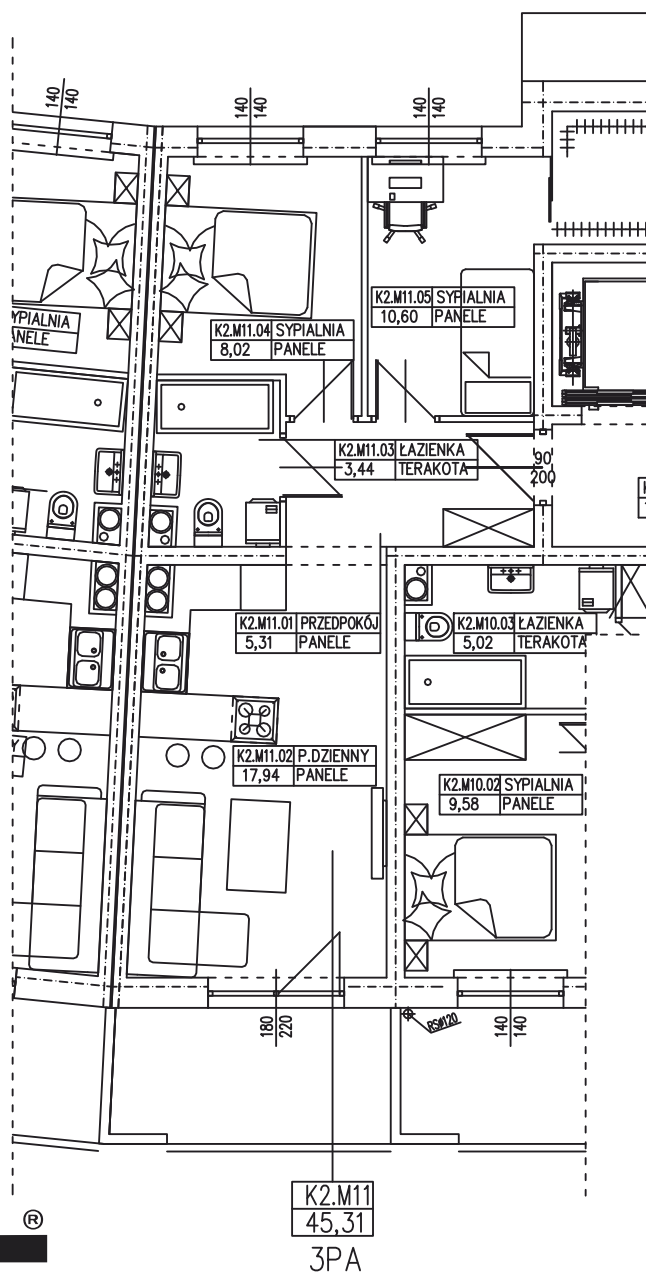 140
140
140
140
140
140
K2.M11.05 SYPIALNIA
10,60 PANELE
YPIALNIA
ANELE
K2.M11.04 SYPIALNIA
8,02 PANELE
K2.M11.03 ŁAZIENKA
3,44 TERAKOTA
90
200
K2.M11.01 PRZEDPOKÓJ
5,31 PANELE
K2.M10.03 ŁAZIENKA
5,02 TERAKOTA
K2.M11.02 P.DZIENNY
17,94 PANELE
K2.M10.02 SYPIALNIA
9,58 PANELE
180
220
RSØ120
140
140
K2.M11
45,31
3PA
®